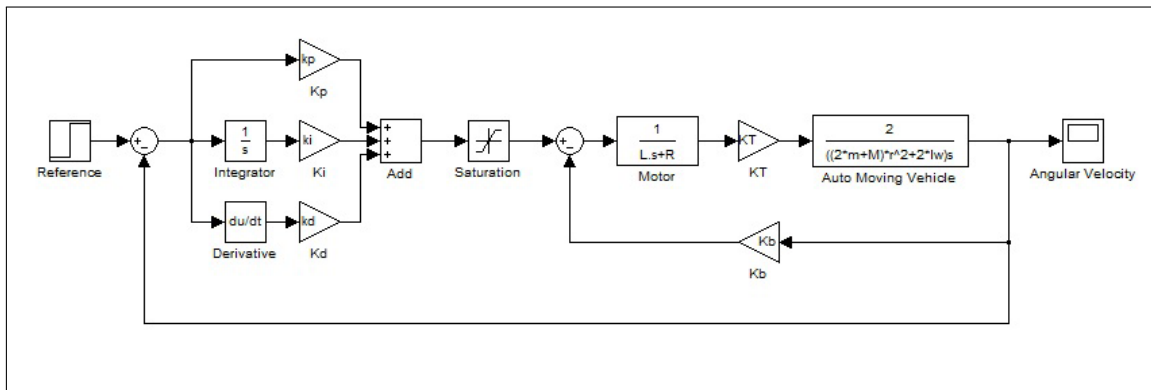 kp
Kp
Reference
+
−
1
s
Integrator
ki
Ki
+
+
+
Add
Saturation
+
−
1
L.s+R
Motor
KT
KT
2
((2*m+M)*r^2+2*Iw)s
Auto Moving Vehicle
Angular Velocity
du/dt
Derivative
kd
Kd
Kb
Kb